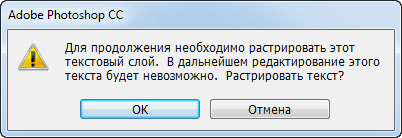 Adobe Photoshop CC
Для продолжения необходимо растрировать этот
текстовый слой.  В дальнейшем редактирование этого
текста будет невозможно.  Растрировать текст?
ОК
Отмена